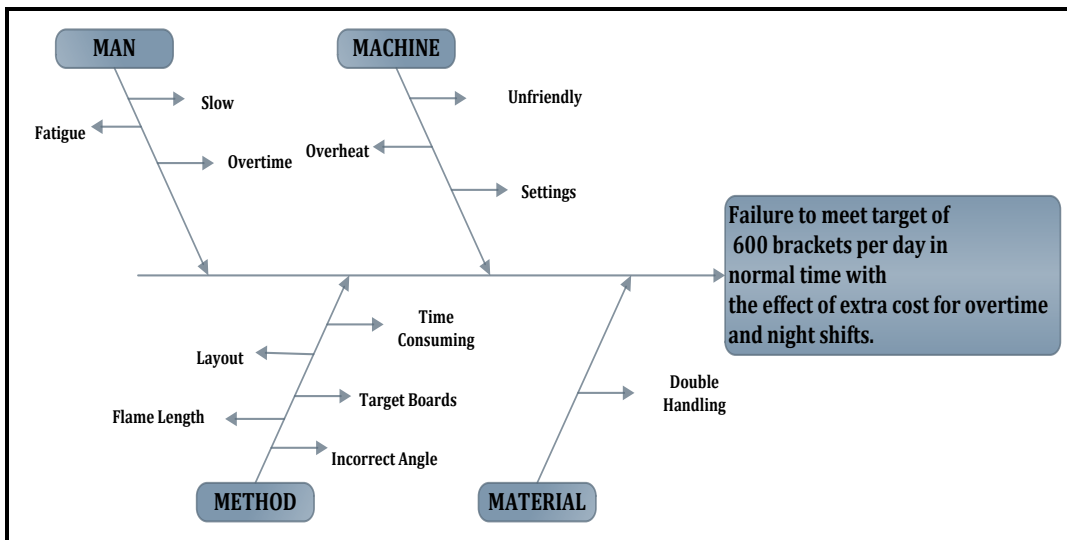 MAN
MACHINE
Slow
Fatigue
Overtime
Unfriendly
Overheat
Settings
Failure to meet target of
600 brackets per day in
normal time with
the effect of extra cost for overtime
and night shifts.
Time
Consuming
Layout
Target Boards
Flame Length
Incorrect Angle
Double
Handling
METHOD
MATERIAL